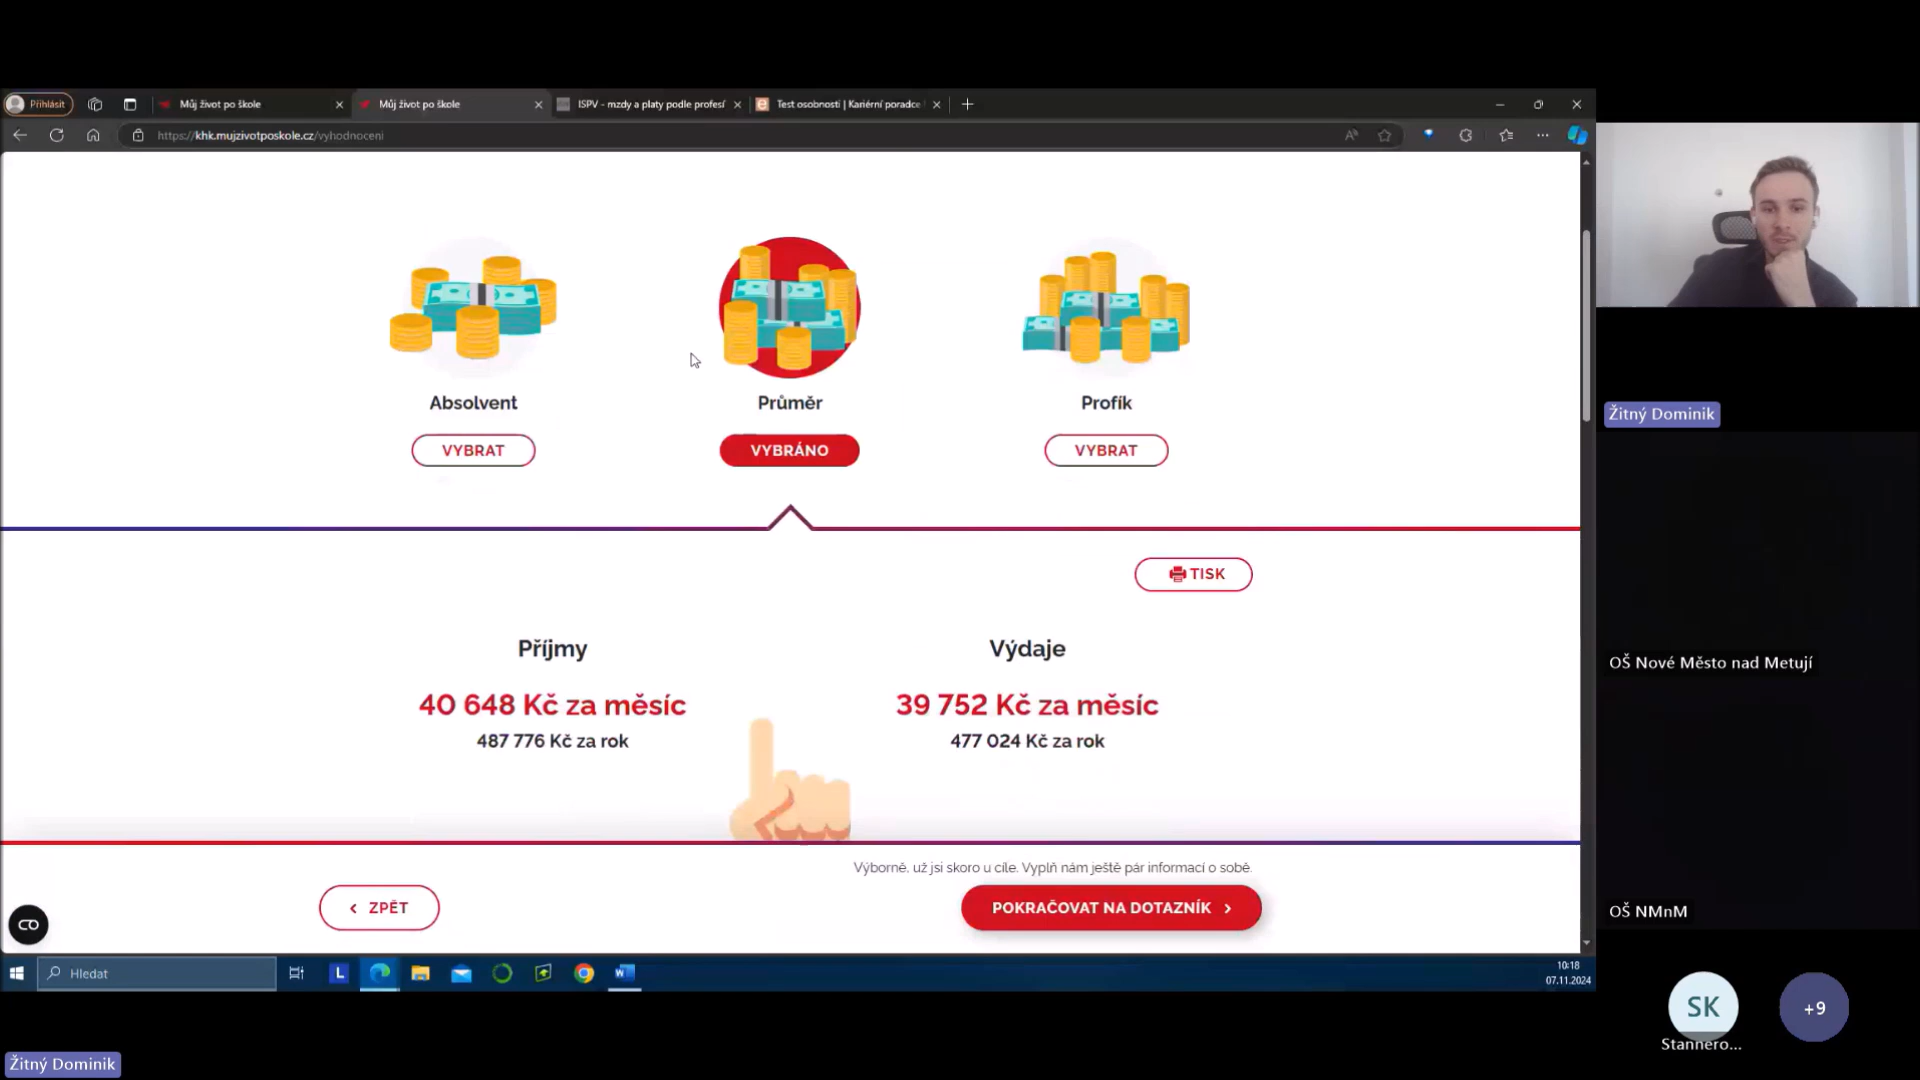 Přihlásit
Můj život po škole
Můj život po škole
ISPV - mzdy a platy podle profesí
Test osobnosti | Kariérní poradce
https://khk.mujzivotposkole.cz/vyhodnoceni
Absolvent
Průměr
Profík
VYBRAT
VYBRÁNO
VYBRAT
TISK
Příjmy
Výdaje
40 648 Kč za měsíc
39 752 Kč za měsíc
487 776 Kč za rok
477 024 Kč za rok
Výborně, už jsi skoro u cíle. Vyplň nám ještě pár informací o sobě.
ZPĚT
POKRAČOVAT NA DOTAZNÍK
Hledat
L
W
10:18
07.11.2024
Žitný Dominik
OŠ Nové Město nad Metují
OŠ NMnM
SK
+9
Stannero...
Žitný Dominik